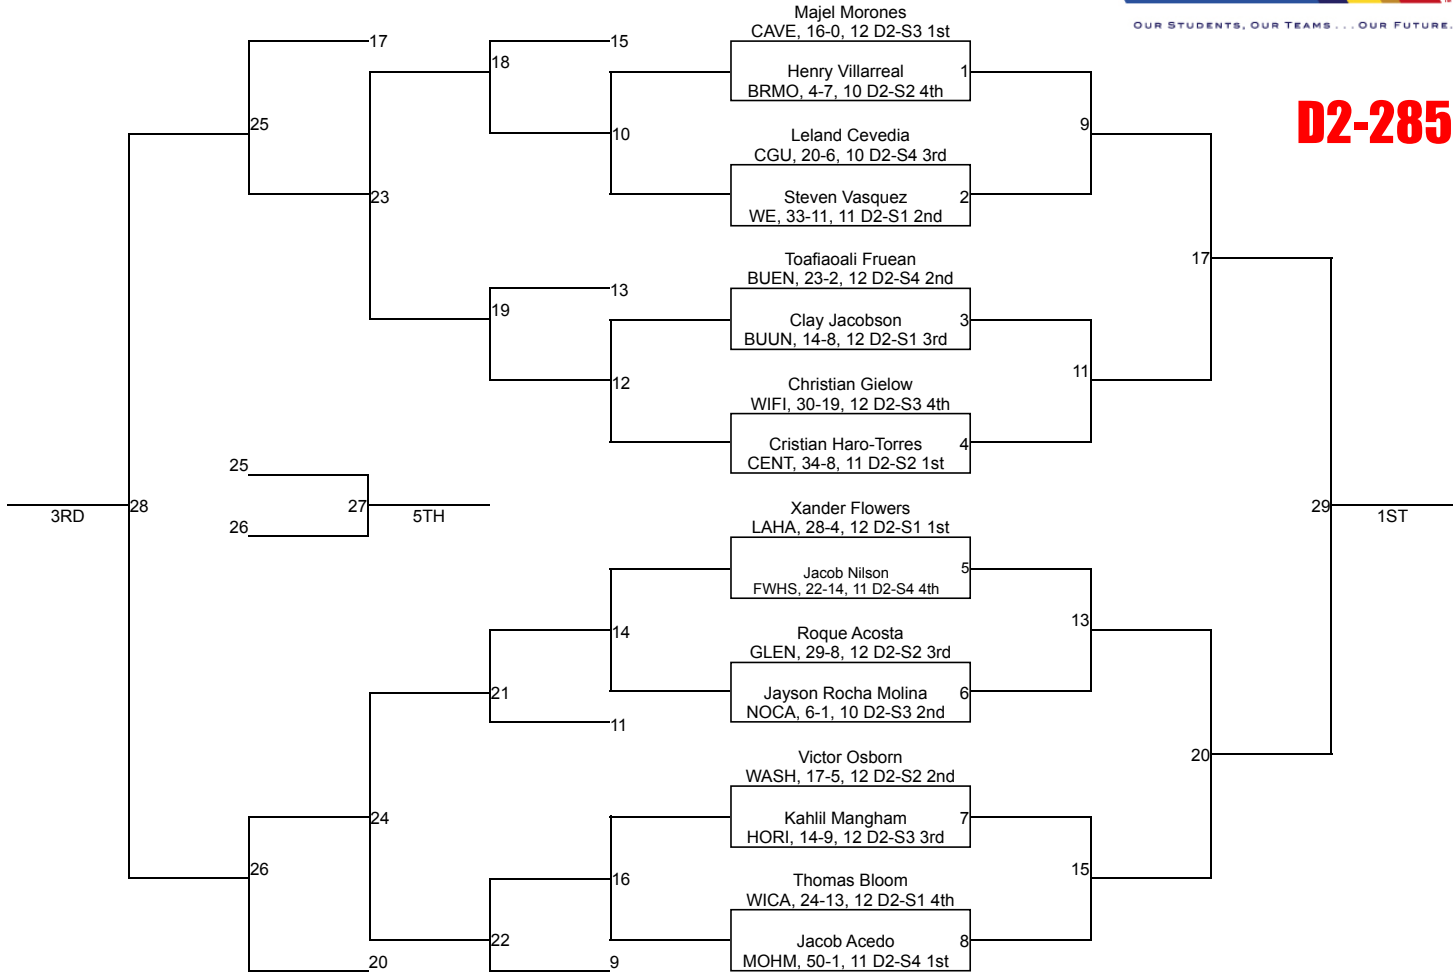 OUR STUDENTS, OUR TEAMS . . . OUR FUTURE.
D2-285
Majel Morones
CAVE, 16-0, 12 D2-S3 1st
Henry Villarreal
1
BRMO, 4-7, 10 D2-S2 4th
Leland Cevedia
CGU, 20-6, 10 D2-S4 3rd
Steven Vasquez
2
WE, 33-11, 11 D2-S1 2nd
Toafiaoali Fruean
BUEN, 23-2, 12 D2-S4 2nd
Clay Jacobson
3
BUUN, 14-8, 12 D2-S1 3rd
Christian Gielow
WIFI, 30-19, 12 D2-S3 4th
Cristian Haro-Torres
4
CENT, 34-8, 11 D2-S2 1st
Xander Flowers
LAHA, 28-4, 12 D2-S1 1st
Jacob Nilson
5
FWHS, 22-14, 11 D2-S4 4th
Roque Acosta
GLEN, 29-8, 12 D2-S2 3rd
Jayson Rocha Molina
6
NOCA, 6-1, 10 D2-S3 2nd
Victor Osborn
WASH, 17-5, 12 D2-S2 2nd
Kahlil Mangham
7
HORI, 14-9, 12 D2-S3 3rd
Thomas Bloom
WICA, 24-13, 12 D2-S1 4th
Jacob Acedo
8
MOHM, 50-1, 11 D2-S4 1st
9
11
13
15
17
20
29
1ST
15
10
13
12
14
11
16
9
18
19
21
22
17
23
24
20
25
26
25
26
27
5TH
28
3RD